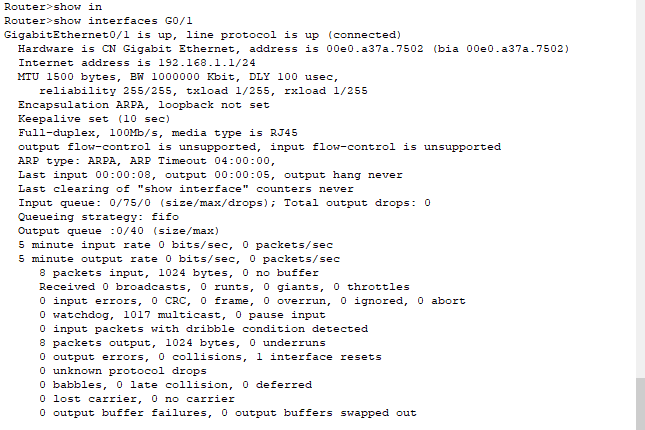 Router>show in
Router>show interfaces G0/1
GigabitEthernet0/1 is up, line protocol is up (connected)
Hardware is CN Gigabit Ethernet, address is 00e0.a37a.7502 (bia 00e0.a37a.7502)
Internet address is 192.168.1.1/24
MTU 1500 bytes, BW 1000000 Kbit, DLY 100 usec,
reliability 255/255, txload 1/255, rxload 1/255
Encapsulation ARPA, loopback not set
Keepalive set (10 sec)
Full-duplex, 100Mb/s, media type is RJ45
output flow-control is unsupported, input flow-control is unsupported
ARP type: ARPA, ARP Timeout 04:00:00,
Last input 00:00:08, output 00:00:05, output hang never
Last clearing of "show interface" counters never
Input queue: 0/75/0 (size/max/drops); Total output drops: 0
Queueing strategy: fifo
Output queue :0/40 (size/max)
5 minute input rate 0 bits/sec, 0 packets/sec
5 minute output rate 0 bits/sec, 0 packets/sec
8 packets input, 1024 bytes, 0 no buffer
Received 0 broadcasts, 0 runts, 0 giants, 0 throttles
0 input errors, 0 CRC, 0 frame, 0 overrun, 0 ignored, 0 abort
0 watchdog, 1017 multicast, 0 pause input
0 input packets with dribble condition detected
8 packets output, 1024 bytes, 0 underruns
0 output errors, 0 collisions, 1 interface resets
0 unknown protocol drops
0 babbles, 0 late collision, 0 deferred
0 lost carrier, 0 no carrier
0 output buffer failures, 0 output buffers swapped out